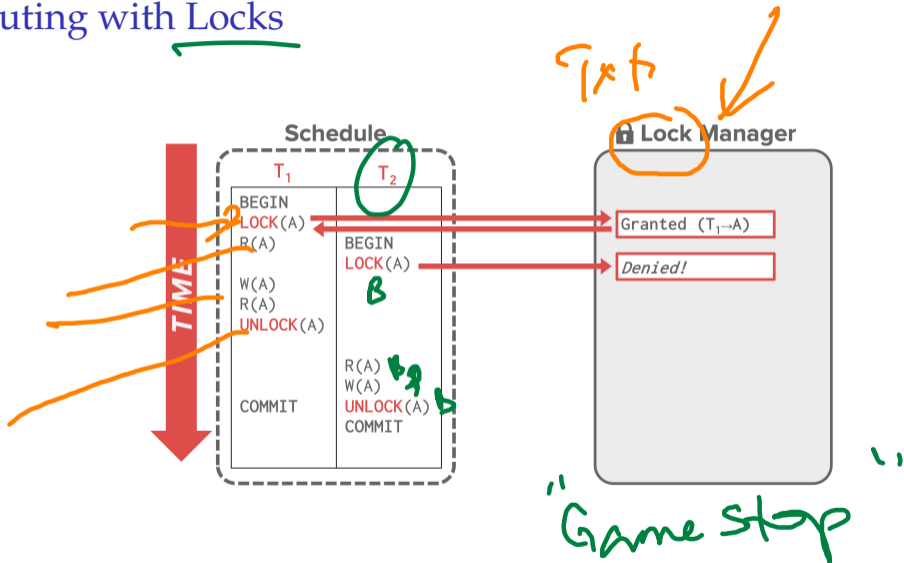 uting with Locks
Txn
Schedule
Lock Manager
T₁
T₂
BEGIN
LOCK(A)
Granted (T₁→A)
R(A)
BEGIN
LOCK(A)
Denied!
W(A)
B
R(A)
UNLOCK(A)
TIME
R(A) B
W(A) B
COMMIT
UNLOCK(A) B
COMMIT
"Game Stop"